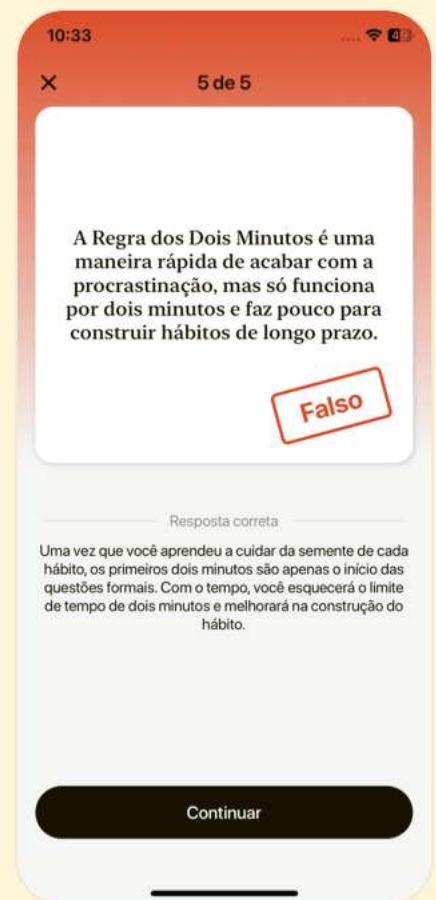 10:33
5 de 5
A Regra dos Dois Minutos é uma
maneira rápida de acabar com a
procrastinação, mas só funciona
por dois minutos e faz pouco para
construir hábitos de longo prazo.
Falso
Resposta correta
Uma vez que você aprendeu a cuidar da semente de cada
hábito, os primeiros dois minutos são apenas o início das
questões formais. Com o tempo, você esquecerá o limite
de tempo de dois minutos e melhorará na construção do
hábito.
Continuar